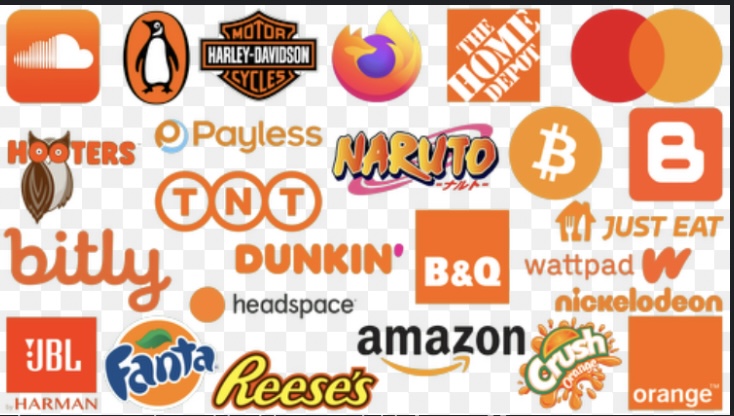 MOTOR
HARLEY-DAVIDSON
CYCLES
THE
HOME
DEPOT
HOOTERS
Payless
NARUTO
-ナルト-
B
TNT
JUST EAT
bitly
DUNKIN'
B&Q
wattpad
headspace
nickelodeon
JBL
by HARMAN
Fanta
Reese's
amazon
Crush
Orange
orange™